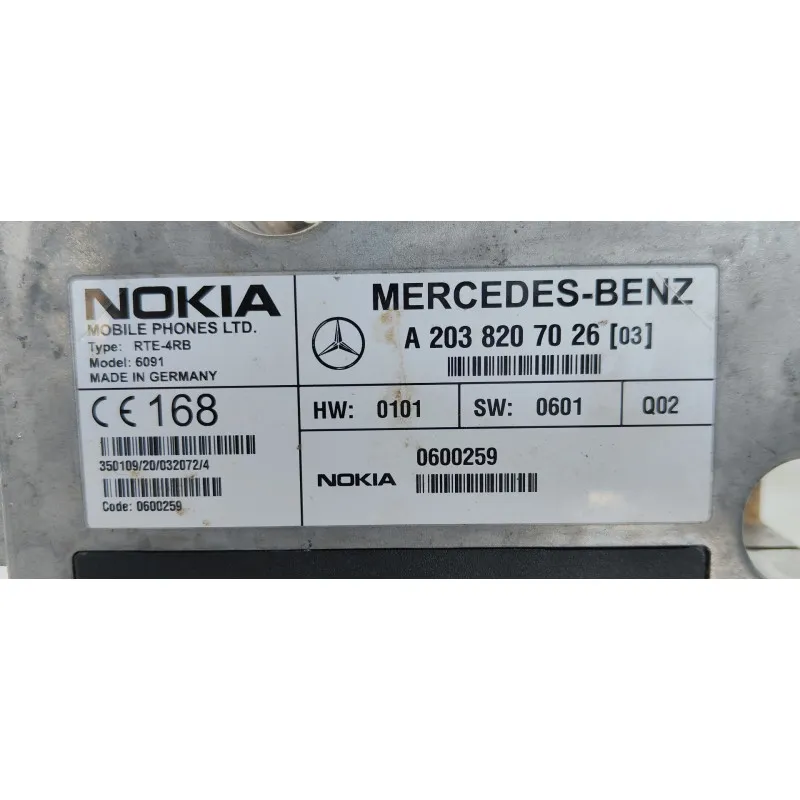 NOKIA
MOBILE PHONES LTD.
Type: RTE-4RB
Model: 6091
MADE IN GERMANY
CE 168
350109/20/032072/4
Code: 0600259
MERCEDES-BENZ
A 203 820 70 26 [03]
HW: 0101
SW: 0601
Q02
NOKIA
0600259